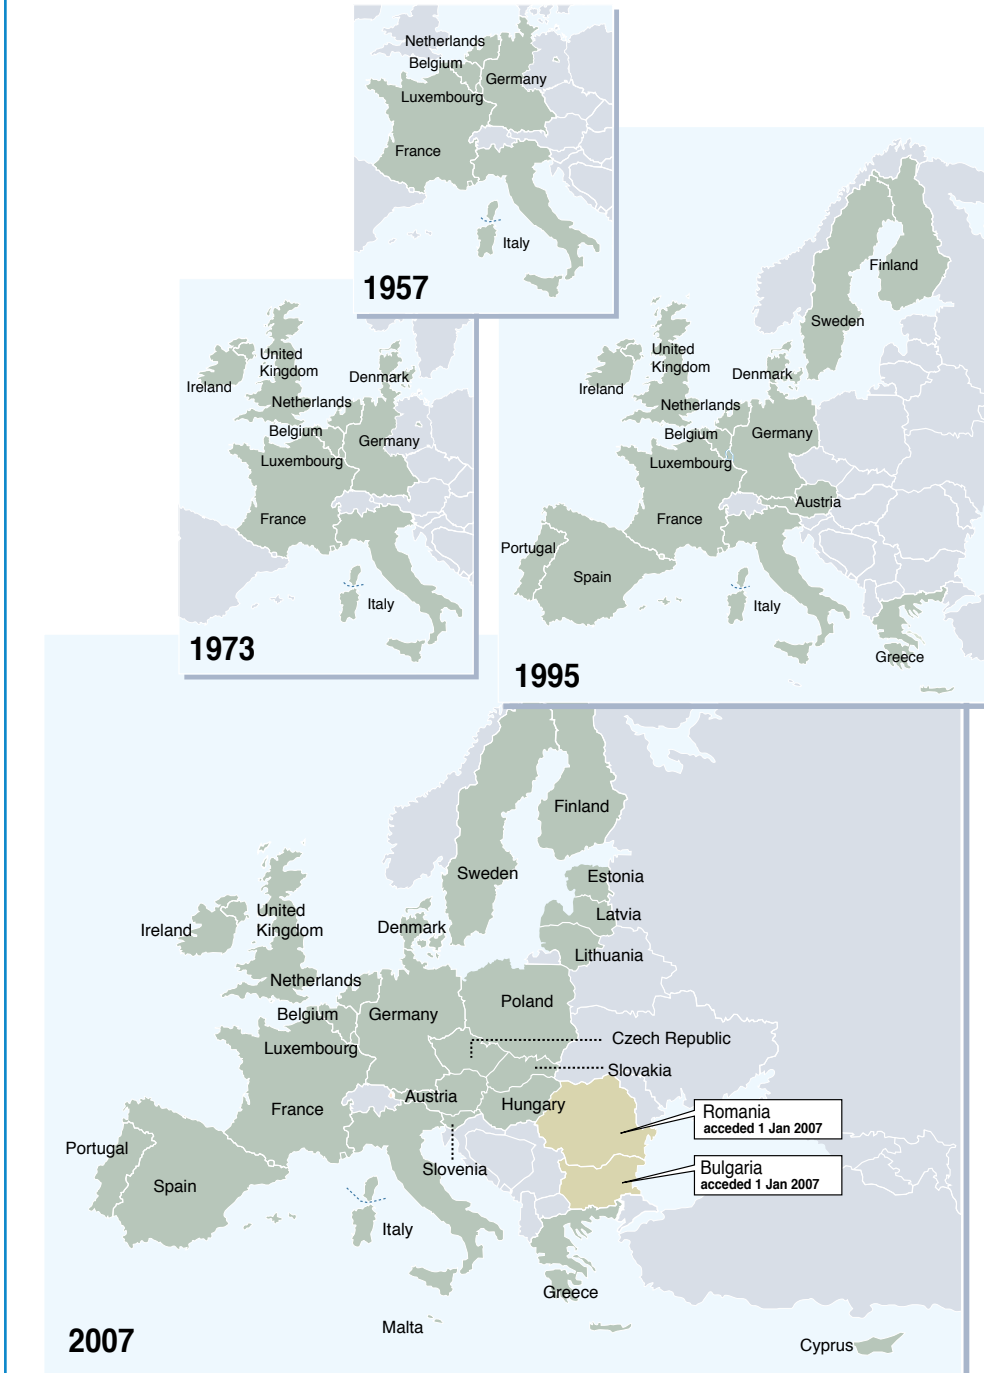 Netherlands
Belgium
Germany
Luxembourg
France
Italy
1957
United
Kingdom
Ireland
Denmark
Netherlands
Belgium
Germany
Luxembourg
France
Italy
1973
Finland
Sweden
United
Kingdom
Ireland
Denmark
Netherlands
Belgium
Germany
Luxembourg
Austria
France
Portugal
Spain
Italy
Greece
1995
Finland
Sweden
Estonia
Latvia
Lithuania
United
Kingdom
Ireland
Denmark
Netherlands
Poland
Belgium
Germany
Czech Republic
Luxembourg
Slovakia
Austria
Hungary
France
Romania
acceded 1 Jan 2007
Portugal
Slovenia
Bulgaria
acceded 1 Jan 2007
Spain
Italy
Greece
Malta
Cyprus
2007